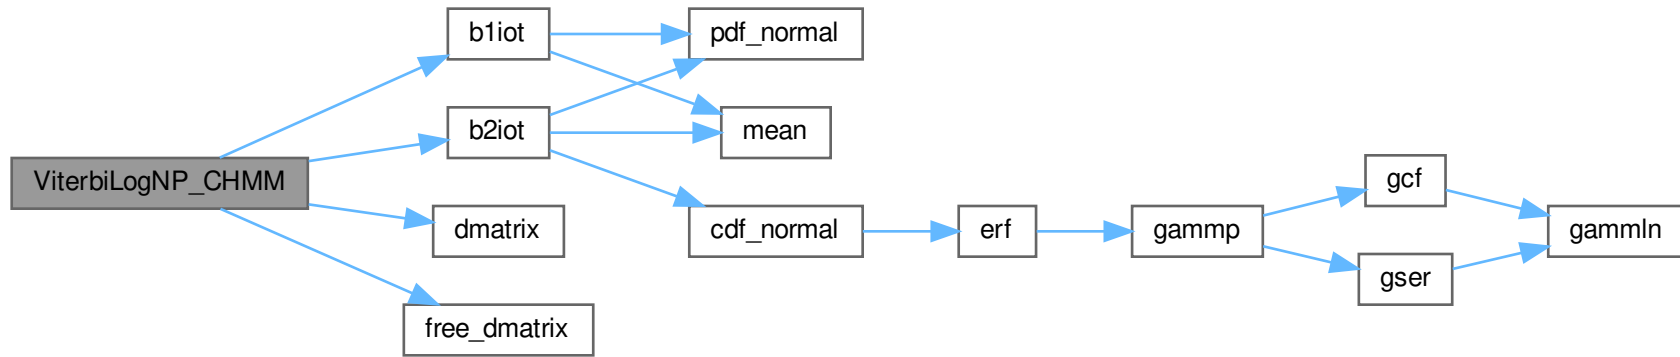 ViterbiLogNP_CHMM
b1iot
b2iot
dmatrix
free_dmatrix
pdf_normal
mean
cdf_normal
erf
gammp
gcf
gser
gammln